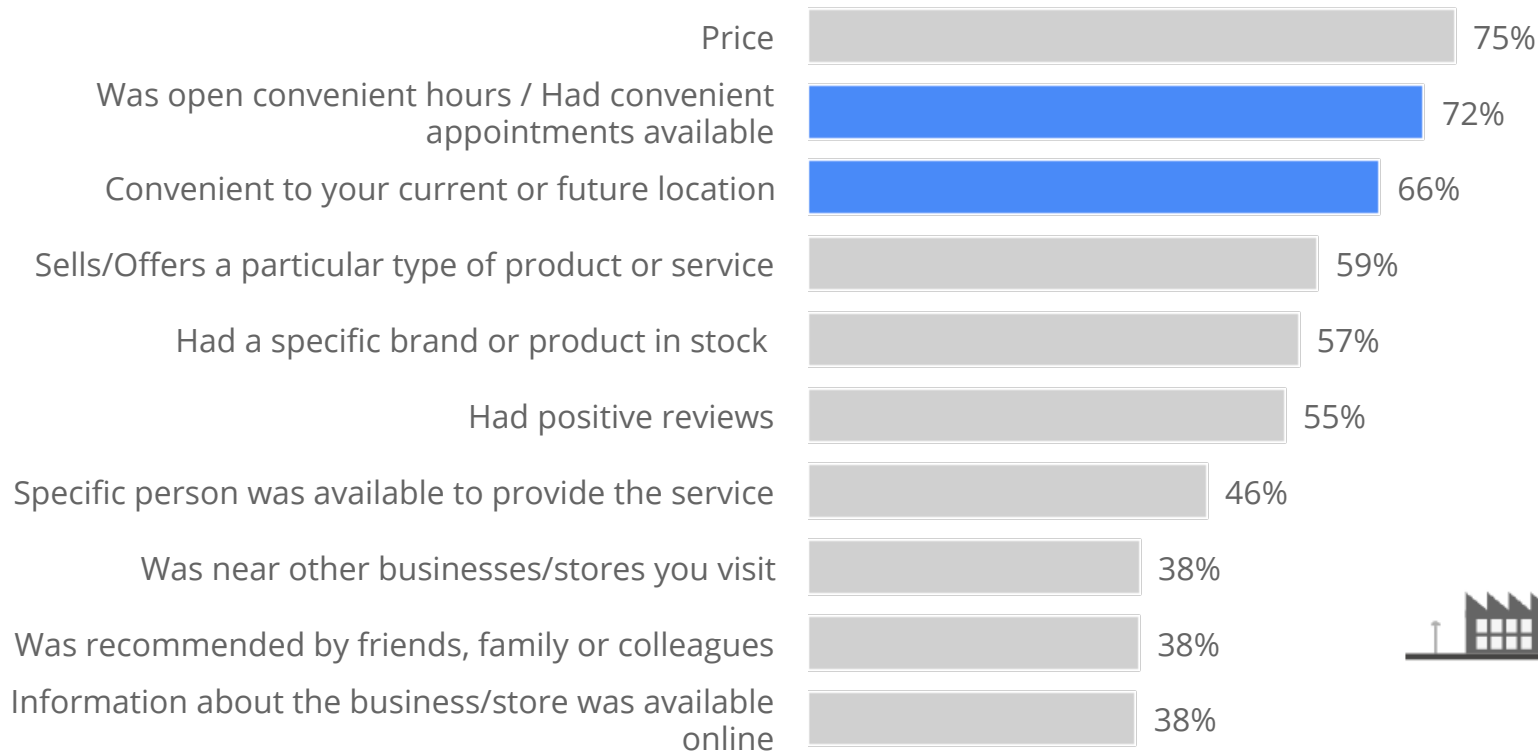 Price 75%
Was open convenient hours / Had convenient
appointments available 72%
Convenient to your current or future location 66%
Sells/Offers a particular type of product or service 59%
Had a specific brand or product in stock 57%
Had positive reviews 55%
Specific person was available to provide the service 46%
Was near other businesses/stores you visit 38%
Was recommended by friends, family or colleagues 38%
Information about the business/store was available
online 38%